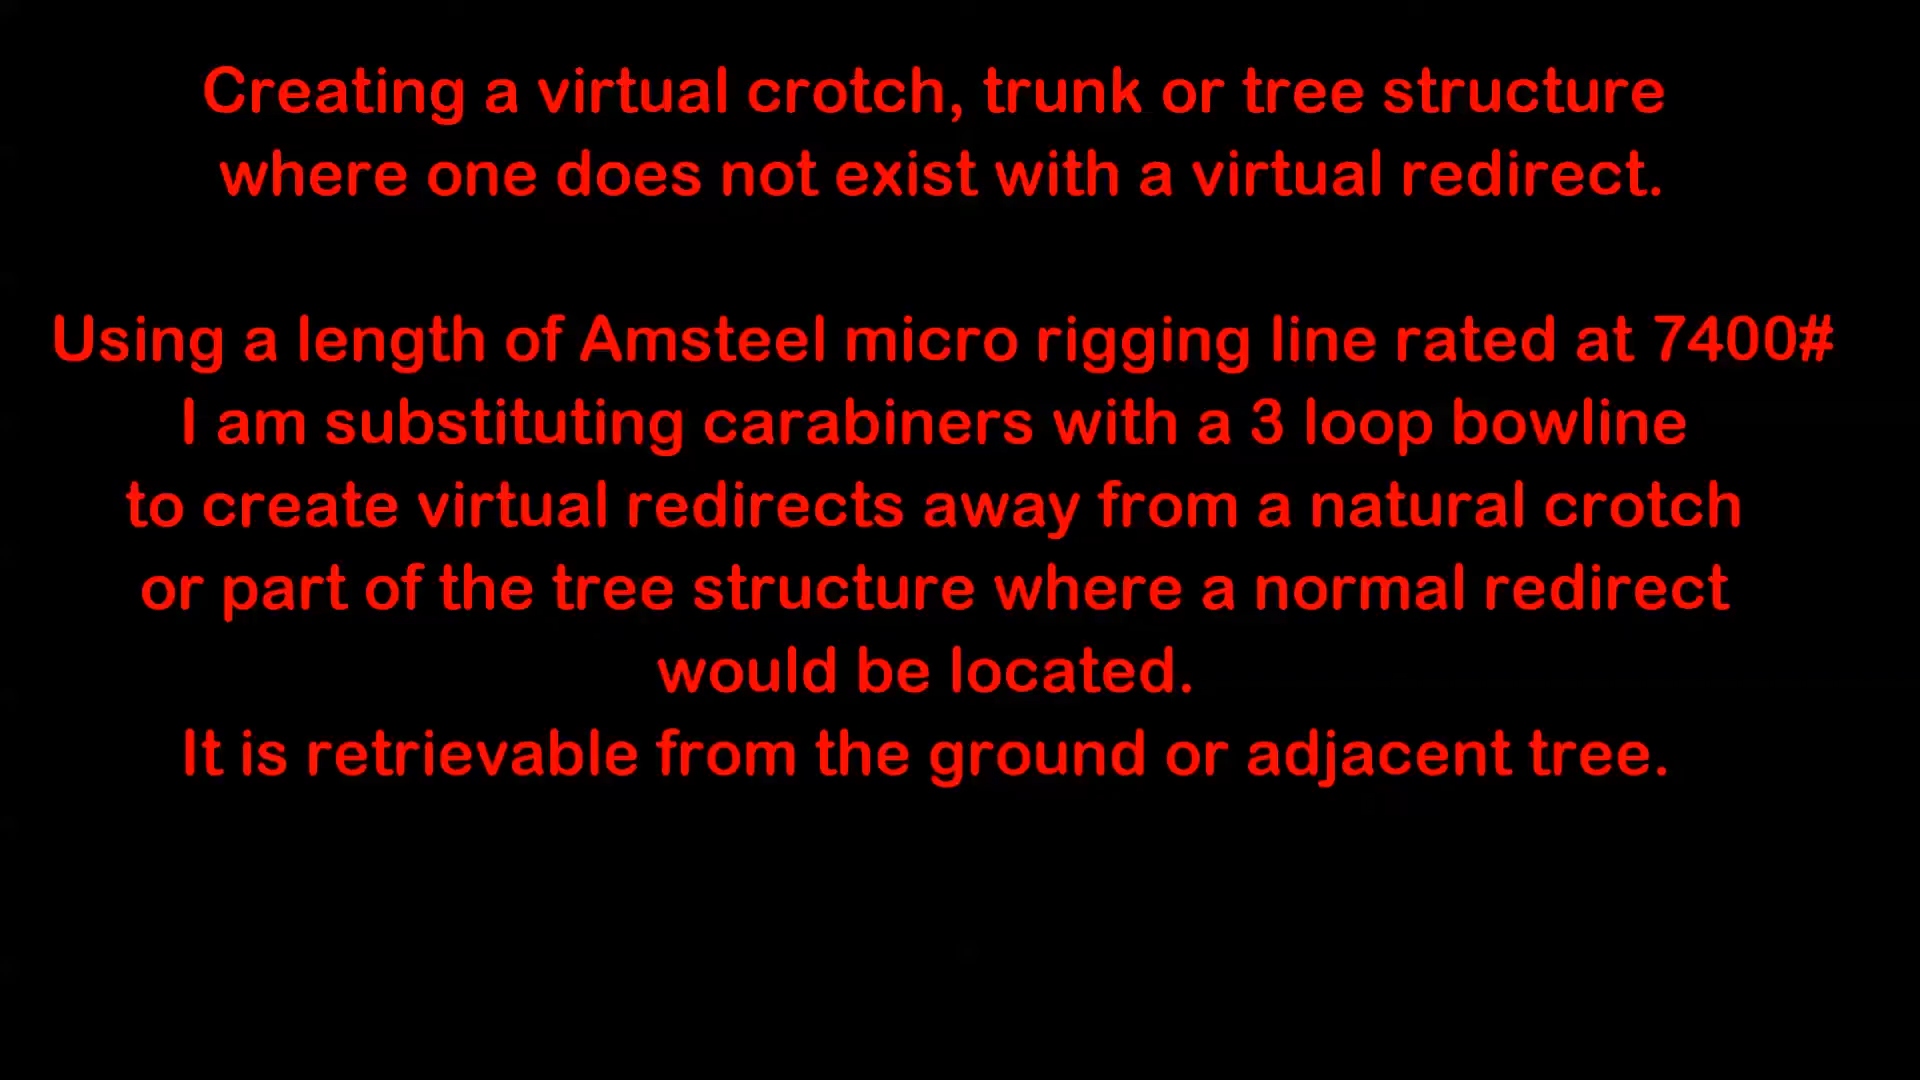 Creating a virtual crotch, trunk or tree structure
where one does not exist with a virtual redirect.
Using a length of Amsteel micro rigging line rated at 7400#
I am substituting carabiners with a 3 loop bowline
to create virtual redirects away from a natural crotch
or part of the tree structure where a normal redirect
would be located.
It is retrievable from the ground or adjacent tree.